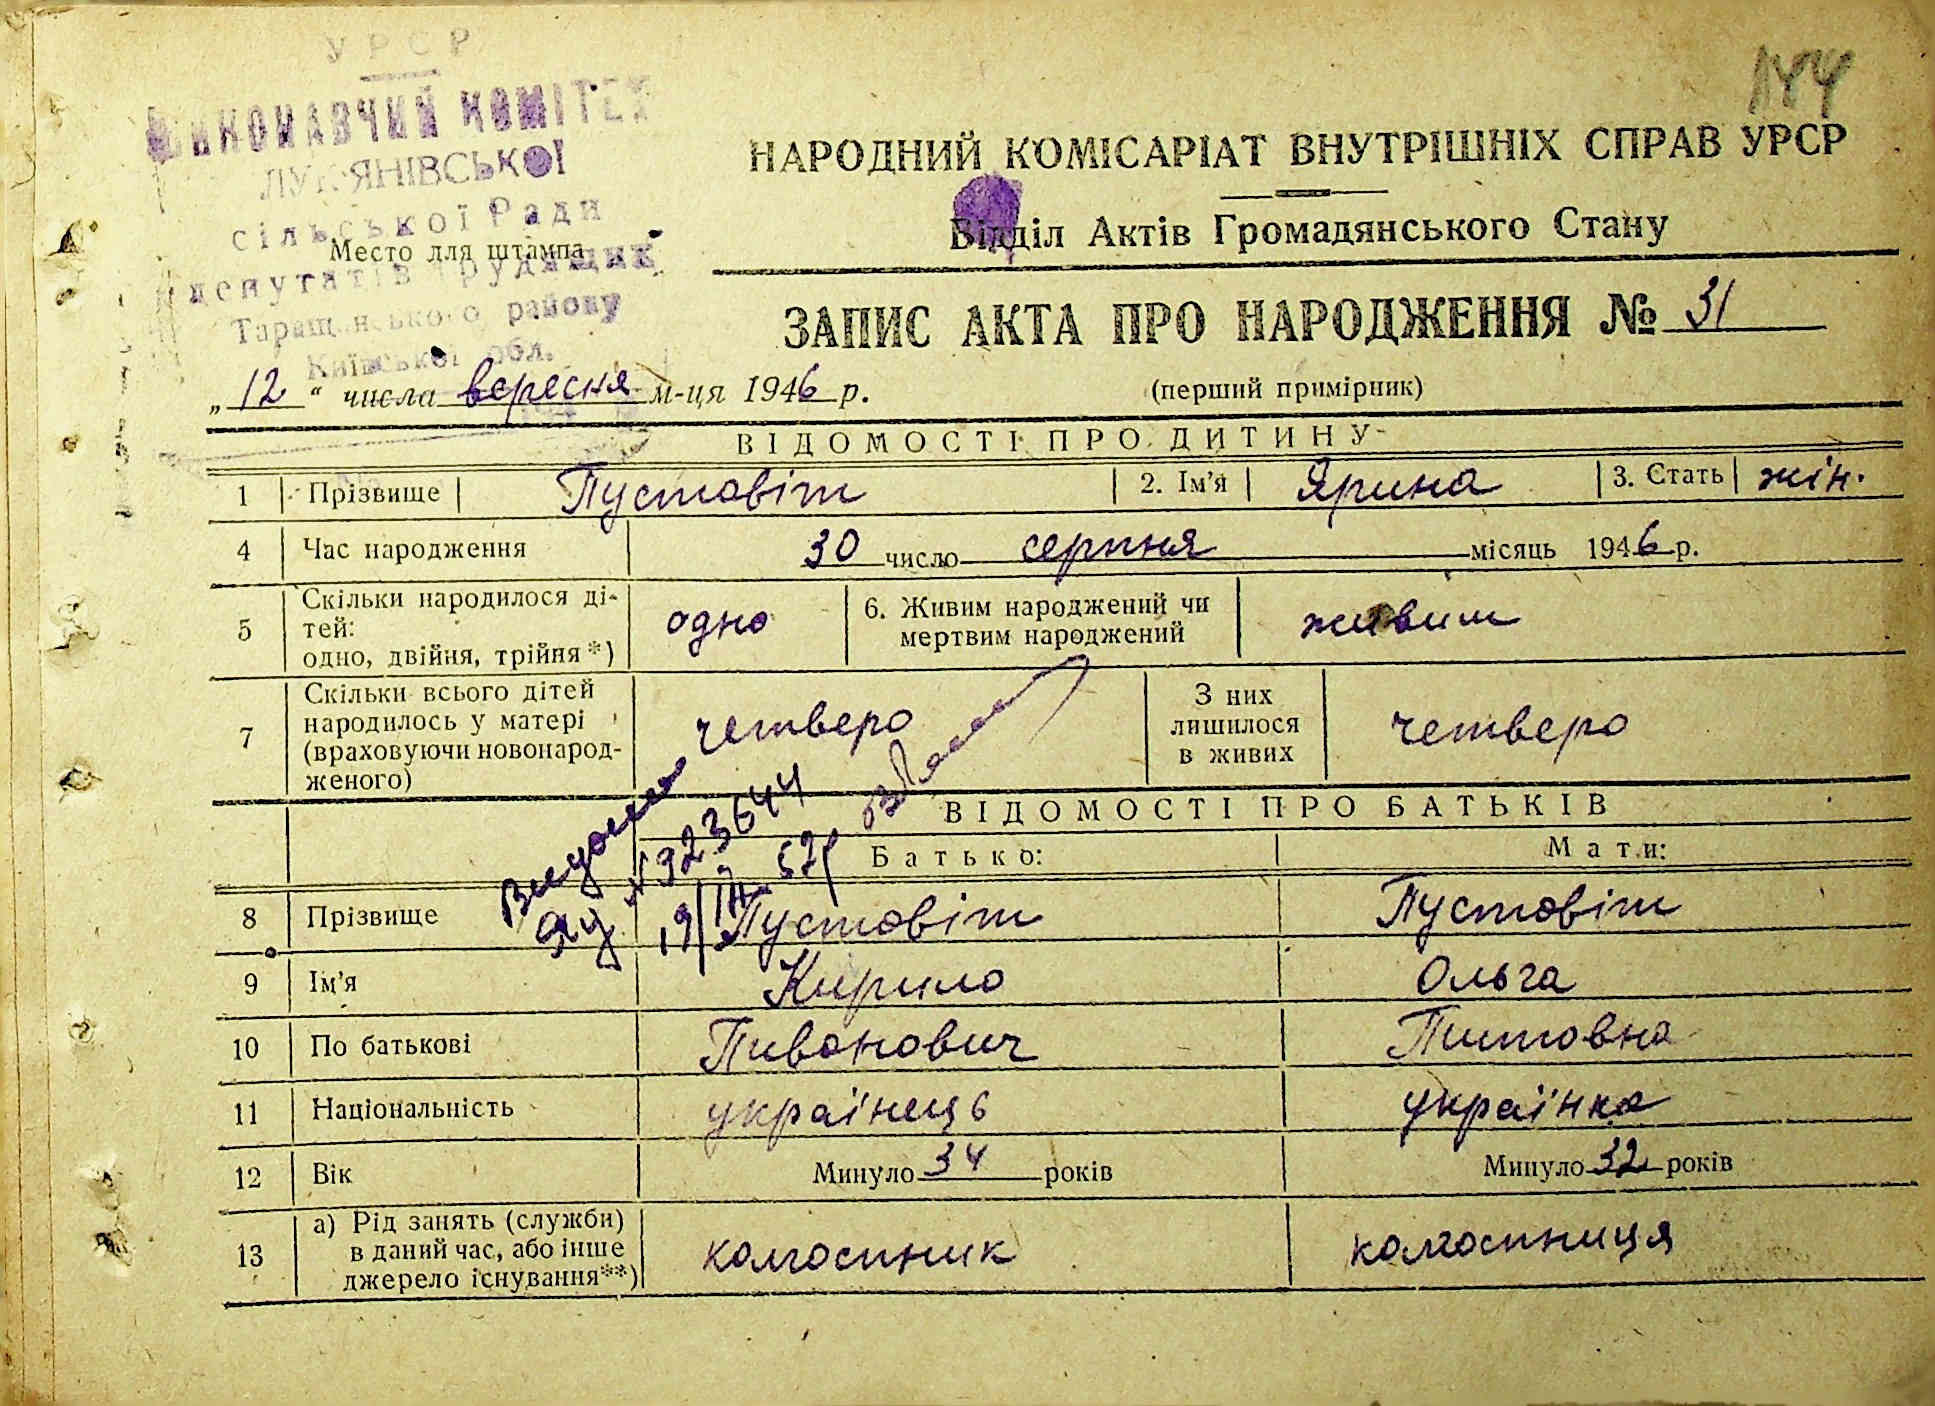 144
УРСР
ВИКОНАВЧИЙ КОМІТЕТ
ЛУК'ЯНІВСЬКОЇ
сільської Ради
депутатів трудящих
Таращанського району
Київської обл.
Место для штампа
НАРОДНИЙ КОМІСАРІАТ ВНУТРІШНІХ СПРАВ УРСР
Відділ Актів Громадянського Стану
ЗАПИС АКТА ПРО НАРОДЖЕННЯ № 31
„12“ числа вересня м-ця 1946 р. (перший примірник)
ВІДОМОСТІ ПРО ДИТИНУ
1 Прізвище Пустовіт 2. Ім'я Ярина 3. Стать жін.
4 Час народження 30 число серпня місяць 1946 р.
5 Скільки народилося ді-
тей:
одно, двійня, трійня*) одно 6. Живим народжений чи
мертвим народжений живим
7 Скільки всього дітей
народилось у матері
(враховуючи новонарод-
женого) четверо З них
лишилося
в живих четверо
ВІДОМОСТІ ПРО БАТЬКІВ
Батько: Мати:
N 923644
8 Прізвище Пустовіт Пустовіт
9 Ім'я Кирило Ольга
10 По батькові Пивонович Титовна
11 Національність українець українка
12 Вік Минуло 34 років Минуло 32 років
13 а) Рід занять (служби)
в даний час, або інше
джерело існування**) колгоспник колгоспниця